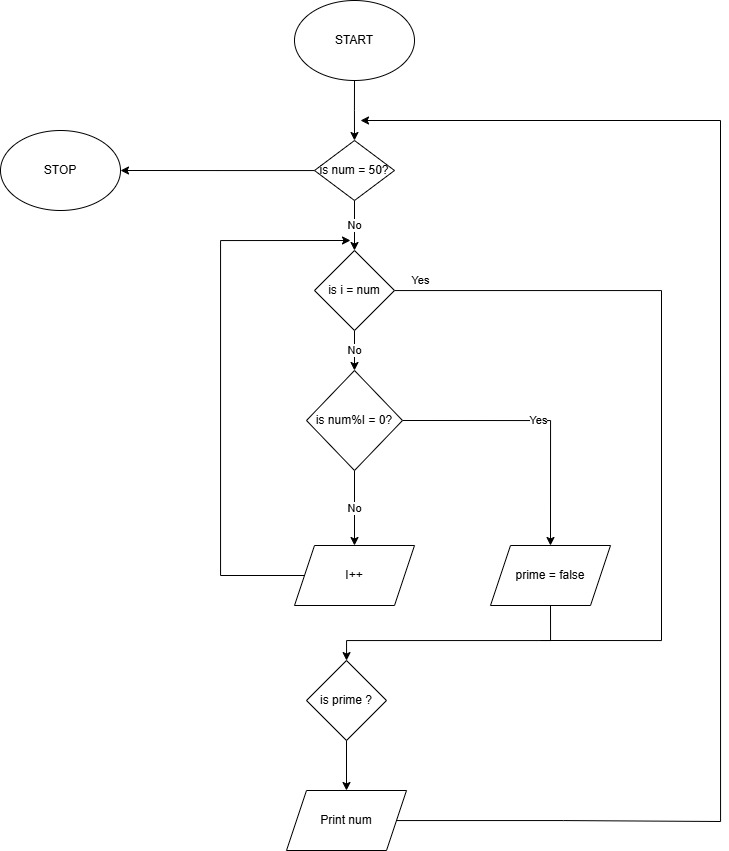 START
STOP
is num = 50?
No
is i = num
Yes
No
is num%I = 0?
Yes
No
I++
prime = false
is prime ?
Print num